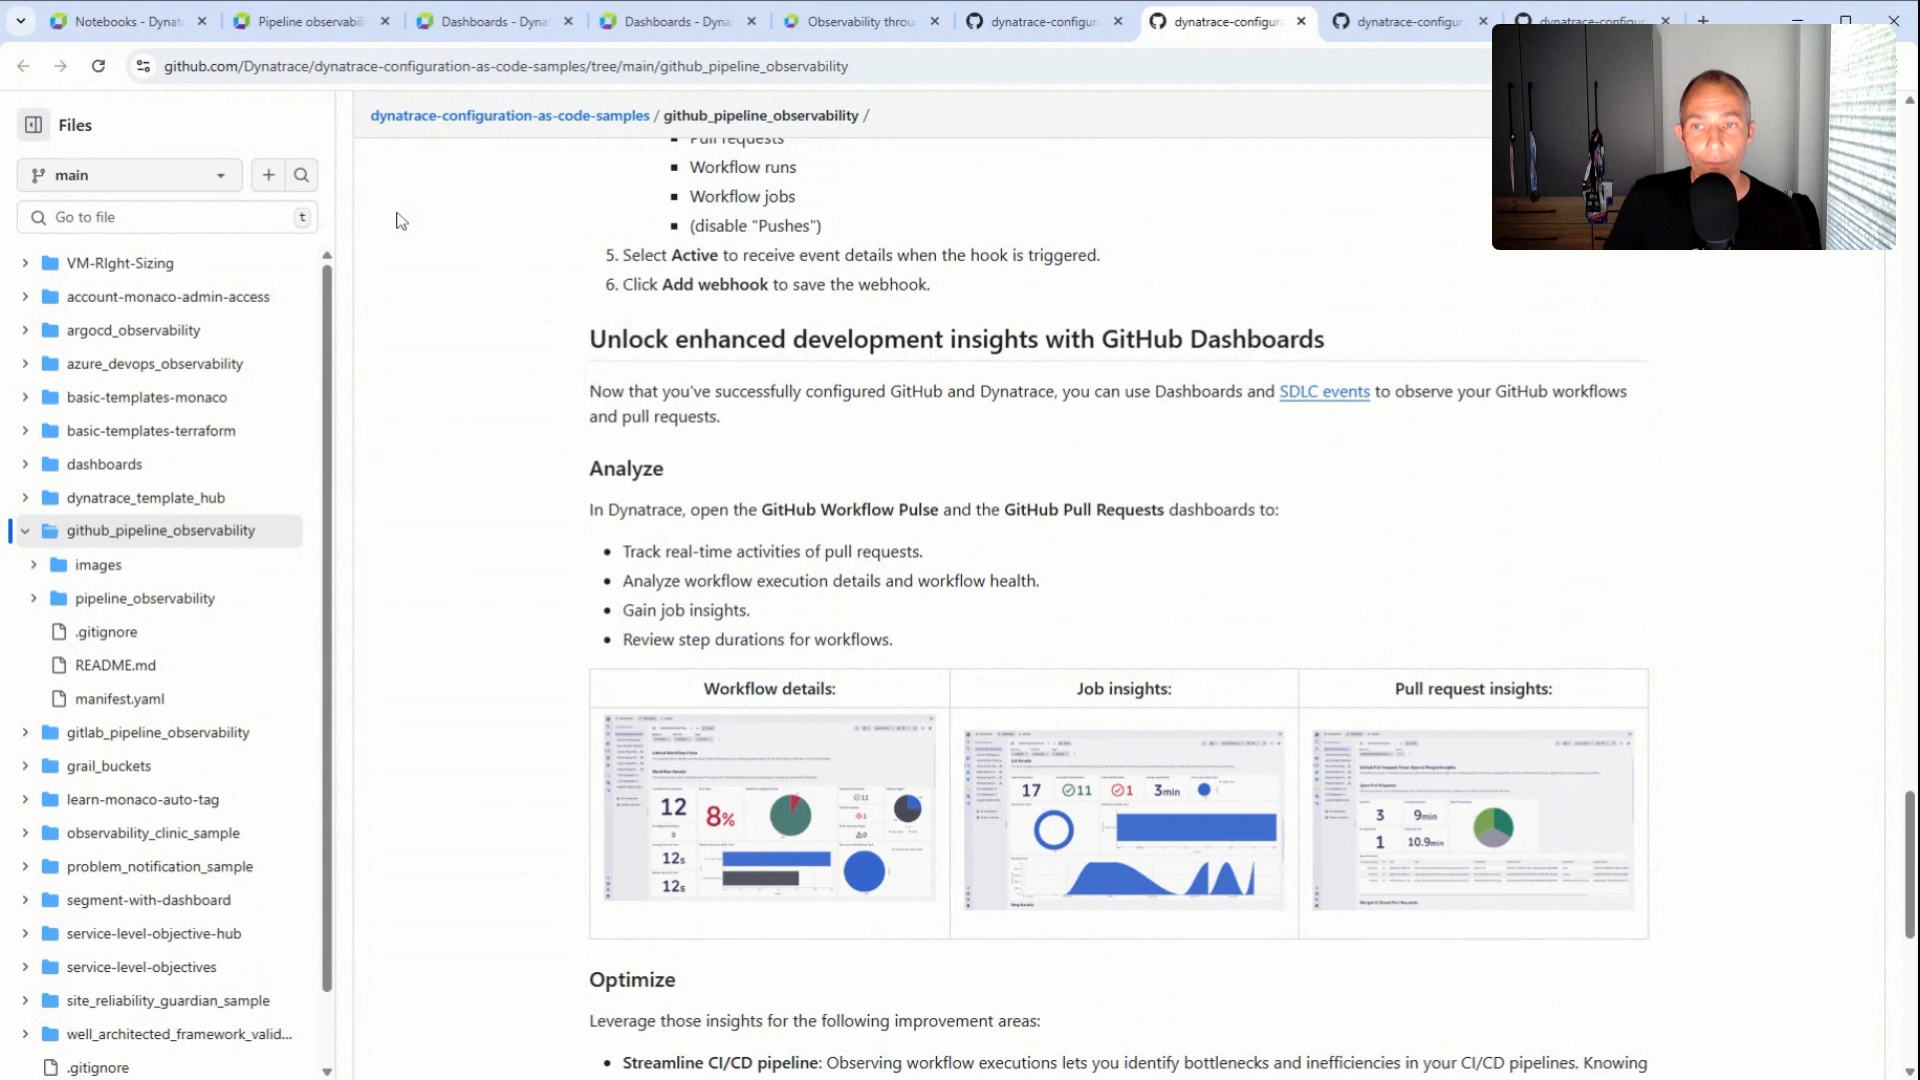 Notebooks - Dynat
Pipeline observabili
Dashboards - Dyna
Dashboards - Dyna
Observability throu
dynatrace-configur
dynatrace-configur
dynatrace-configur
dynatrace-configur
github.com/Dynatrace/dynatrace-configuration-as-code-samples/tree/main/github_pipeline_observability
Files
main
Go to file
t
VM-RIght-Sizing
account-monaco-admin-access
argocd_observability
azure_devops_observability
basic-templates-monaco
basic-templates-terraform
dashboards
dynatrace_template_hub
github_pipeline_observability
images
pipeline_observability
.gitignore
README.md
manifest.yaml
gitlab_pipeline_observability
grail_buckets
learn-monaco-auto-tag
observability_clinic_sample
problem_notification_sample
segment-with-dashboard
service-level-objective-hub
service-level-objectives
site_reliability_guardian_sample
well_architected_framework_valid...
.gitignore
dynatrace-configuration-as-code-samples / github_pipeline_observability /
Pull requests
Workflow runs
Workflow jobs
(disable "Pushes")
5. Select Active to receive event details when the hook is triggered.
6. Click Add webhook to save the webhook.
Unlock enhanced development insights with GitHub Dashboards
Now that you've successfully configured GitHub and Dynatrace, you can use Dashboards and SDLC events to observe your GitHub workflows
and pull requests.
Analyze
In Dynatrace, open the GitHub Workflow Pulse and the GitHub Pull Requests dashboards to:
Track real-time activities of pull requests.
Analyze workflow execution details and workflow health.
Gain job insights.
Review step durations for workflows.
Workflow details:
Job insights:
Pull request insights:
12
8%
11
12s
12s
17
11
1
3min
3
9min
1
10.9min
Optimize
Leverage those insights for the following improvement areas:
Streamline CI/CD pipeline: Observing workflow executions lets you identify bottlenecks and inefficiencies in your CI/CD pipelines. Knowing